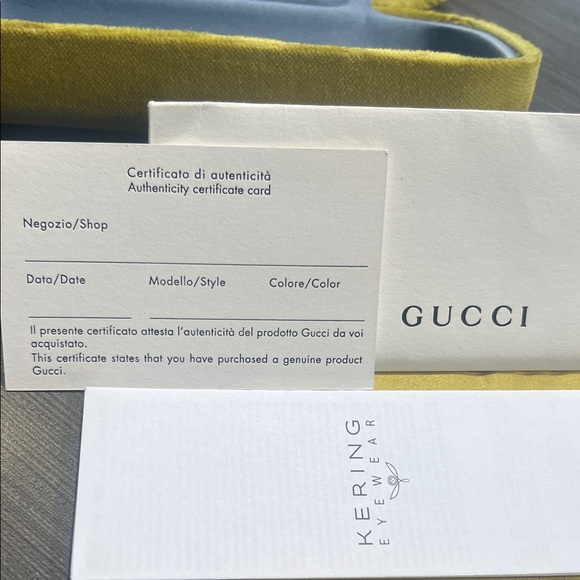 Certificato di autenticità
Authenticity certificate card
Negozio/Shop
Data/Date Modello/Style Colore/Color
Il presente certificato attesta l'autenticità del prodotto Gucci da voi
acquistato.
This certificate states that you have purchased a genuine product
Gucci.
GUCCI
KERING
EYEWEAR